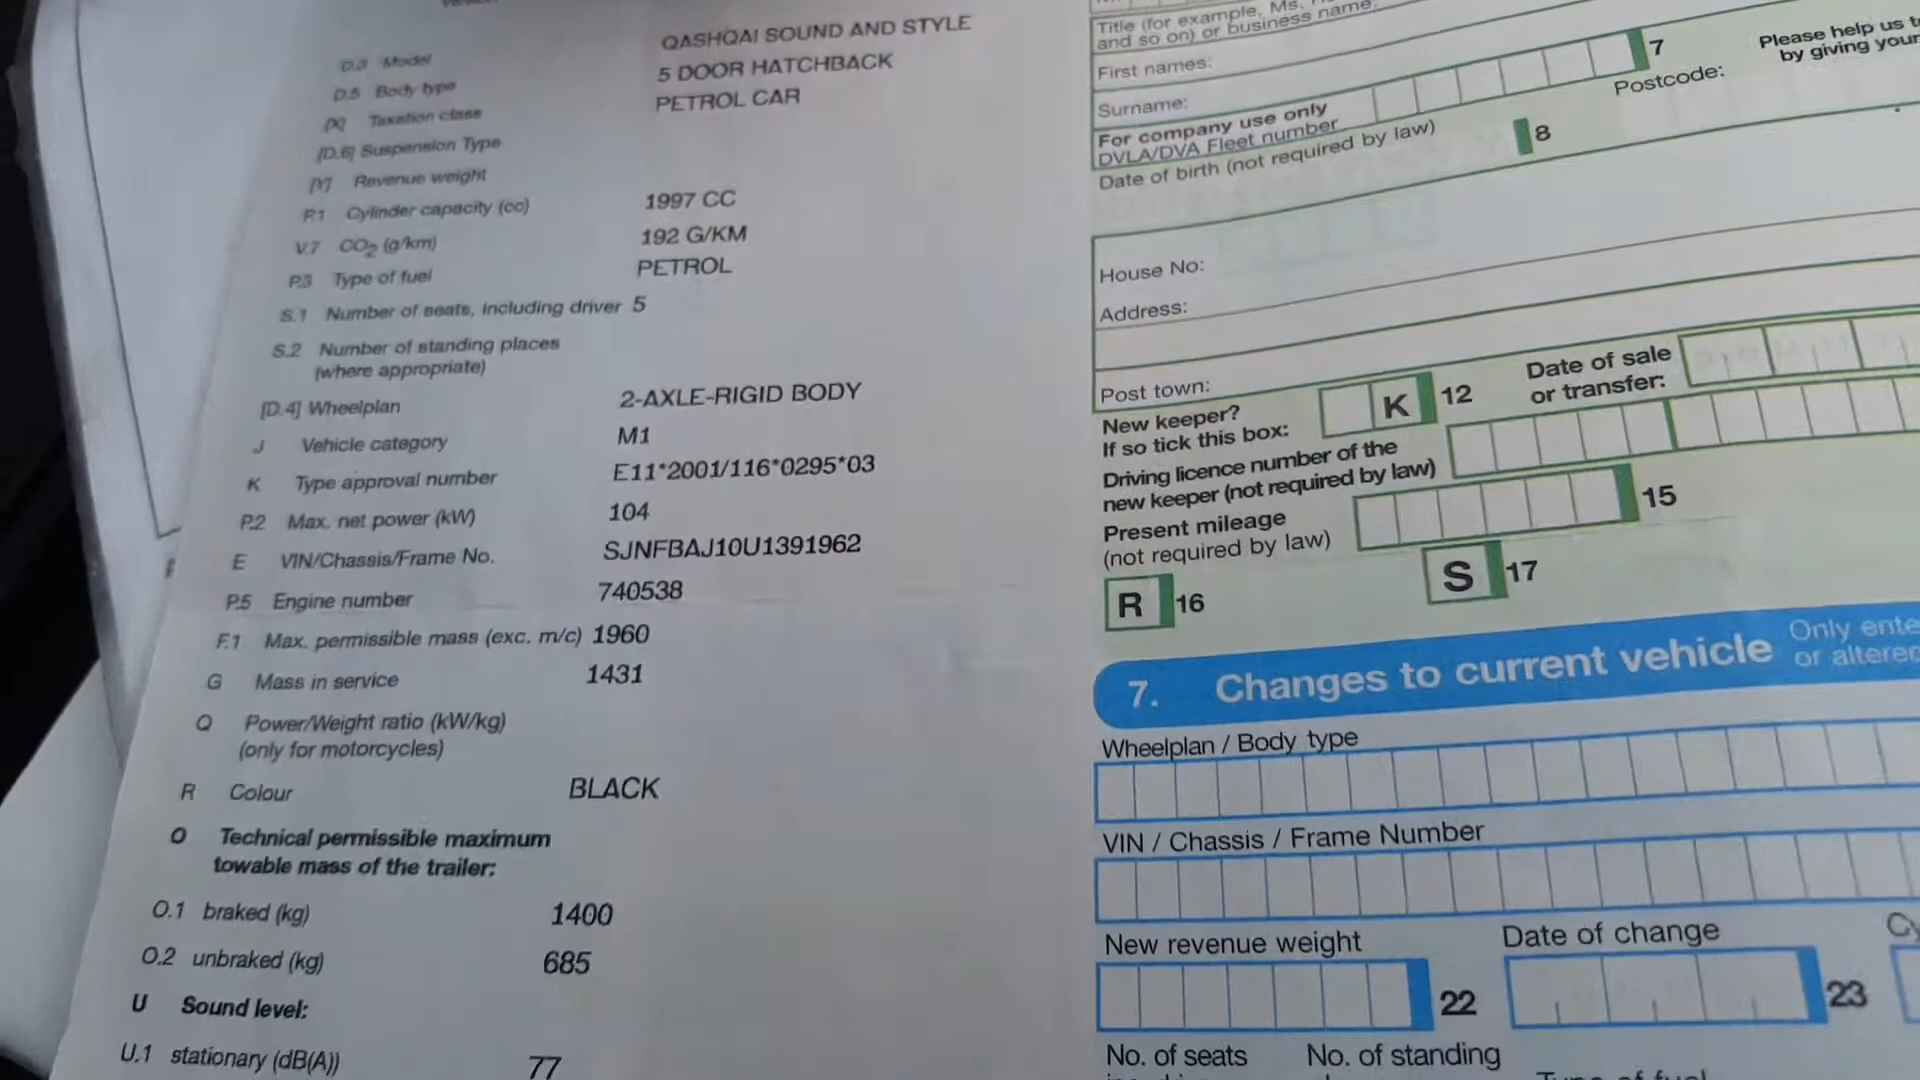 QASHQAI SOUND AND STYLE
D.3 Model
5 DOOR HATCHBACK
D.5 Body type
PETROL CAR
[X] Taxation class
[D.6] Suspension Type
[Y] Revenue weight
P.1 Cylinder capacity (cc) 1997 CC
V.7 CO2 (g/km) 192 G/KM
P.3 Type of fuel PETROL
S.1 Number of seats, including driver 5
S.2 Number of standing places
(where appropriate)
[D.4] Wheelplan 2-AXLE-RIGID BODY
J Vehicle category M1
K Type approval number E11*2001/116*0295*03
P.2 Max. net power (kW) 104
E VIN/Chassis/Frame No. SJNFBAJ10U1391962
P.5 Engine number 740538
F.1 Max. permissible mass (exc. m/c) 1960
G Mass in service 1431
Q Power/Weight ratio (kW/kg)
(only for motorcycles)
R Colour BLACK
O Technical permissible maximum
towable mass of the trailer:
O.1 braked (kg) 1400
O.2 unbraked (kg) 685
U Sound level:
U.1 stationary (dB(A)) 77
Title (for example, Ms,
and so on) or business name:
First names:
Surname:
For company use only
DVLA/DVA Fleet number
7
Postcode:
Please help us
by giving your
Date of birth (not required by law)
8
House No:
Address:
Post town:
New keeper?
If so tick this box:
K 12
Date of sale
or transfer:
Driving licence number of the
new keeper (not required by law)
Present mileage
(not required by law)
15
R 16
S 17
7. Changes to current vehicle
Only ente
or altered
Wheelplan / Body type
VIN / Chassis / Frame Number
New revenue weight
22
Date of change
23
Cy
No. of seats
No. of standing